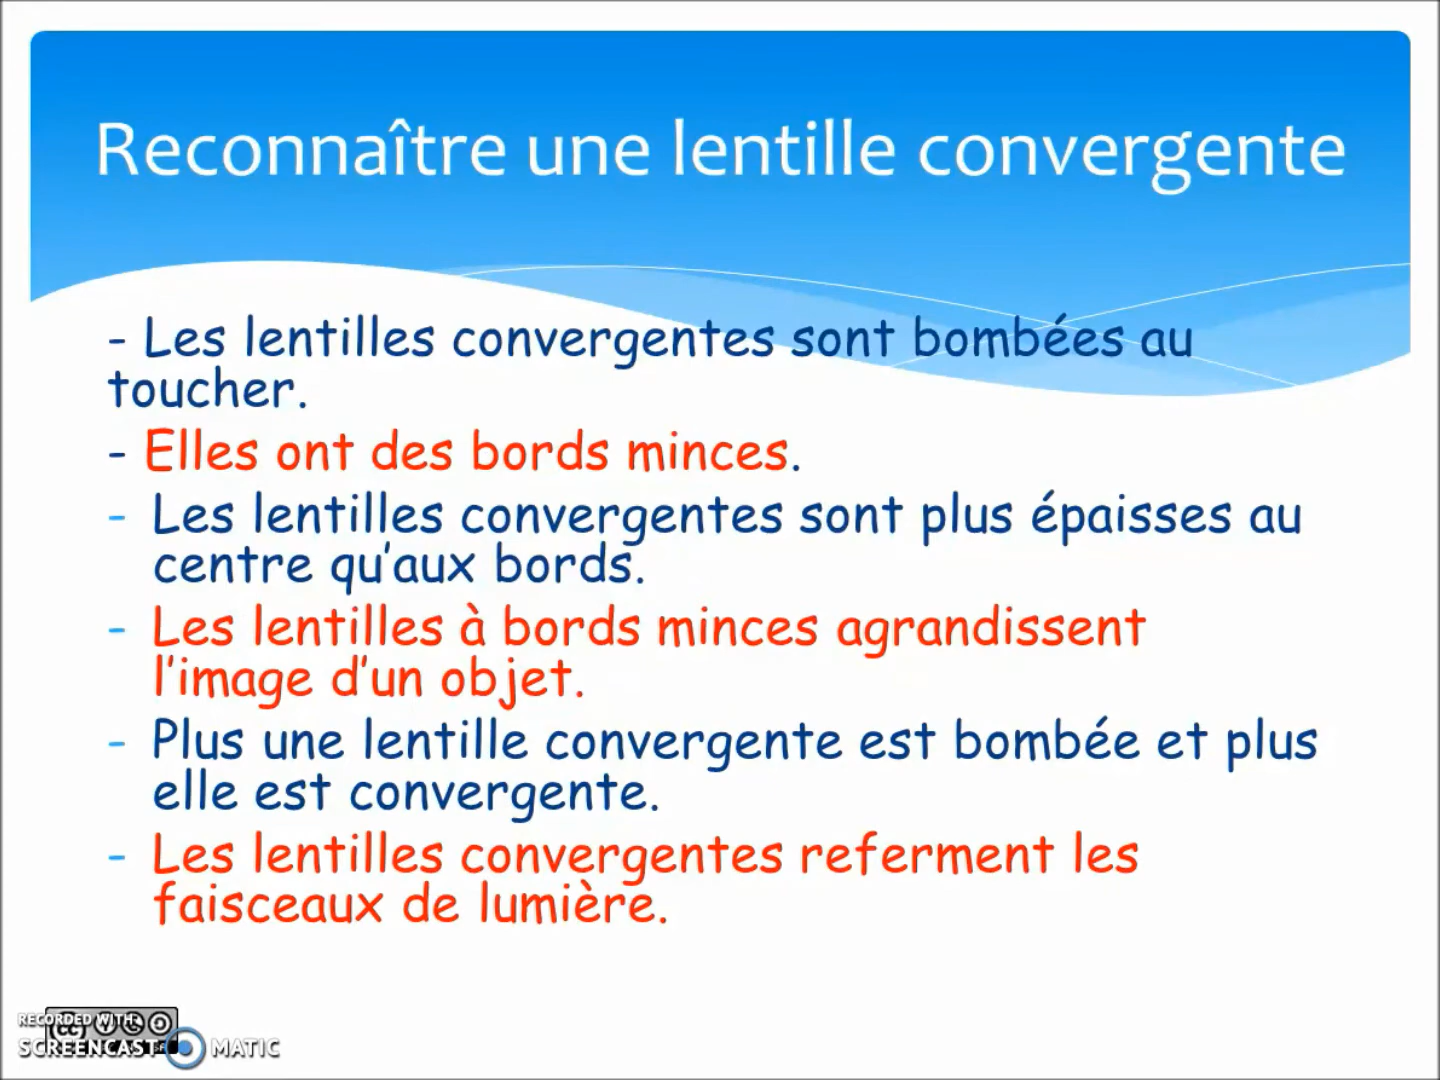 Reconnaître une lentille convergente
- Les lentilles convergentes sont bombées au
toucher.
- Elles ont des bords minces.
- Les lentilles convergentes sont plus épaisses au
centre qu'aux bords.
- Les lentilles à bords minces agrandissent
l'image d'un objet.
- Plus une lentille convergente est bombée et plus
elle est convergente.
- Les lentilles convergentes referment les
faisceaux de lumière.
RECORDED WITH
SCREENCAST MATIC